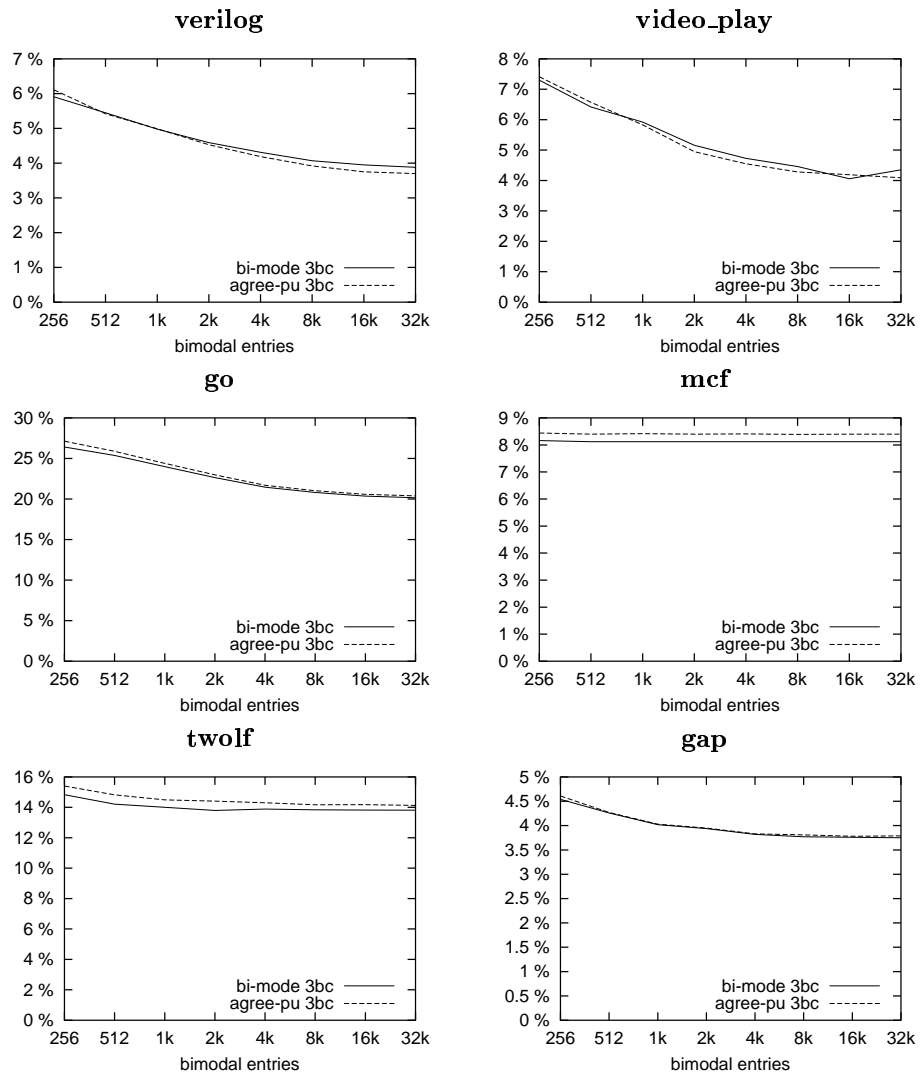 verilog
7 %
6 %
5 %
4 %
3 %
2 %
1 %
0 %
bi-mode 3bc
agree-pu 3bc
256 512 1k 2k 4k 8k 16k 32k
bimodal entries
video_play
8 %
7 %
6 %
5 %
4 %
3 %
2 %
1 %
0 %
bi-mode 3bc
agree-pu 3bc
256 512 1k 2k 4k 8k 16k 32k
bimodal entries
go
30 %
25 %
20 %
15 %
10 %
5 %
0 %
bi-mode 3bc
agree-pu 3bc
256 512 1k 2k 4k 8k 16k 32k
bimodal entries
mcf
9 %
8 %
7 %
6 %
5 %
4 %
3 %
2 %
1 %
0 %
bi-mode 3bc
agree-pu 3bc
256 512 1k 2k 4k 8k 16k 32k
bimodal entries
twolf
16 %
14 %
12 %
10 %
8 %
6 %
4 %
2 %
0 %
bi-mode 3bc
agree-pu 3bc
256 512 1k 2k 4k 8k 16k 32k
bimodal entries
gap
5 %
4.5 %
4 %
3.5 %
3 %
2.5 %
2 %
1.5 %
1 %
0.5 %
0 %
bi-mode 3bc
agree-pu 3bc
256 512 1k 2k 4k 8k 16k 32k
bimodal entries